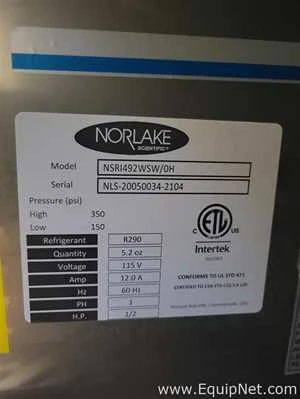 NORLAKE
SCIENTIFIC
Model NSRI492WSW/0H
Serial NLS-20050034-2104
Pressure (psi)
High 350
Low 150
Refrigerant R290
Quantity 5.2 oz
Voltage 115 V
Amp 12.0 A
Hz 60 Hz
PH 1
H.P. 1/2
ETL
C US
Intertek
CONFORMS TO UL STD 471
www.EquipNet.com